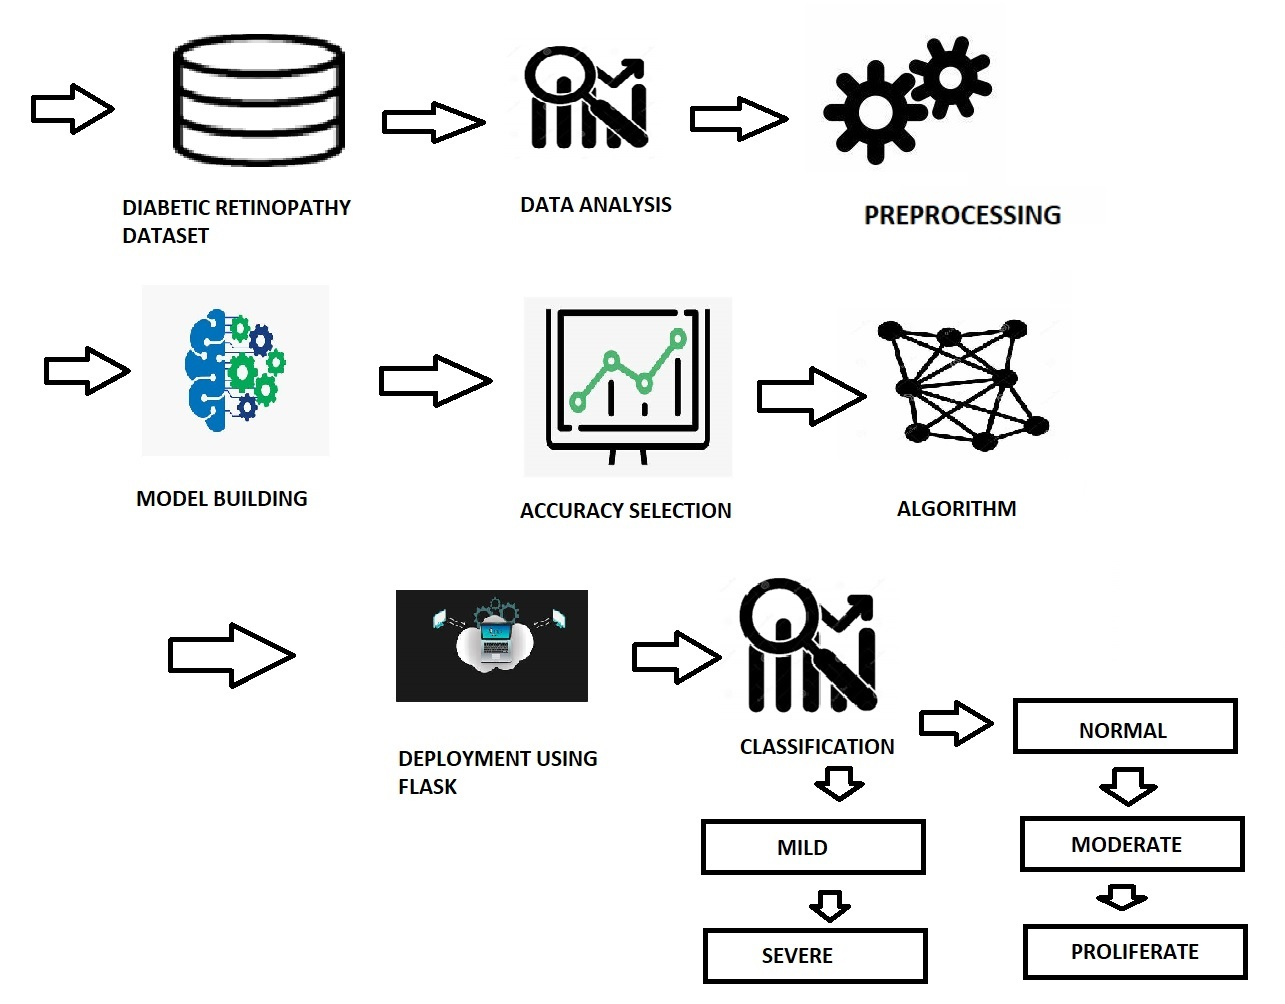 DIABETIC RETINOPATHY
DATASET
DATA ANALYSIS
PREPROCESSING
MODEL BUILDING
ACCURACY SELECTION
ALGORITHM
DEPLOYMENT USING
FLASK
CLASSIFICATION
NORMAL
MILD
MODERATE
SEVERE
PROLIFERATE